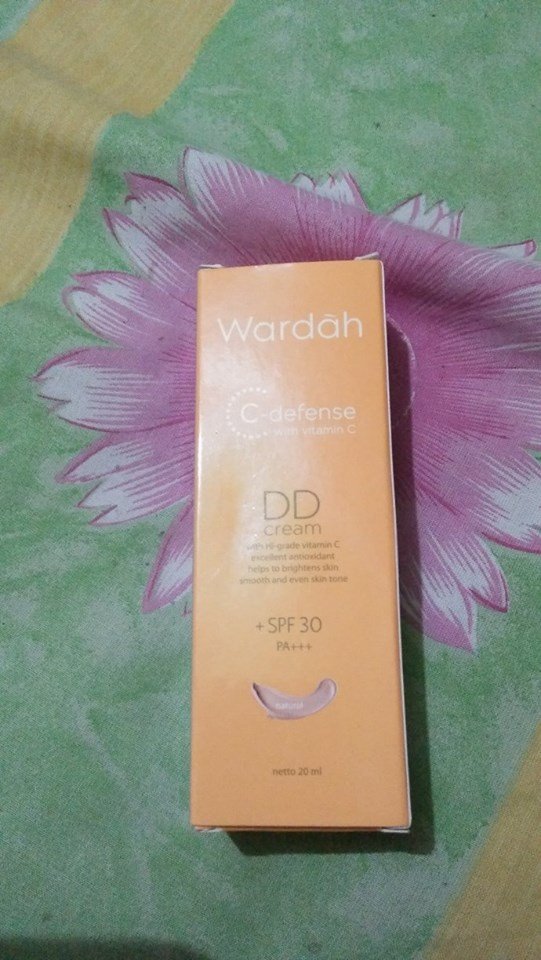 Wardah
C-defense
with vitamin C
DD
cream
with Hi-grade vitamin C
excellent antioxidant
helps to brightens skin
smooth and even skin tone
+ SPF 30
PA+++
natural
netto 20 ml